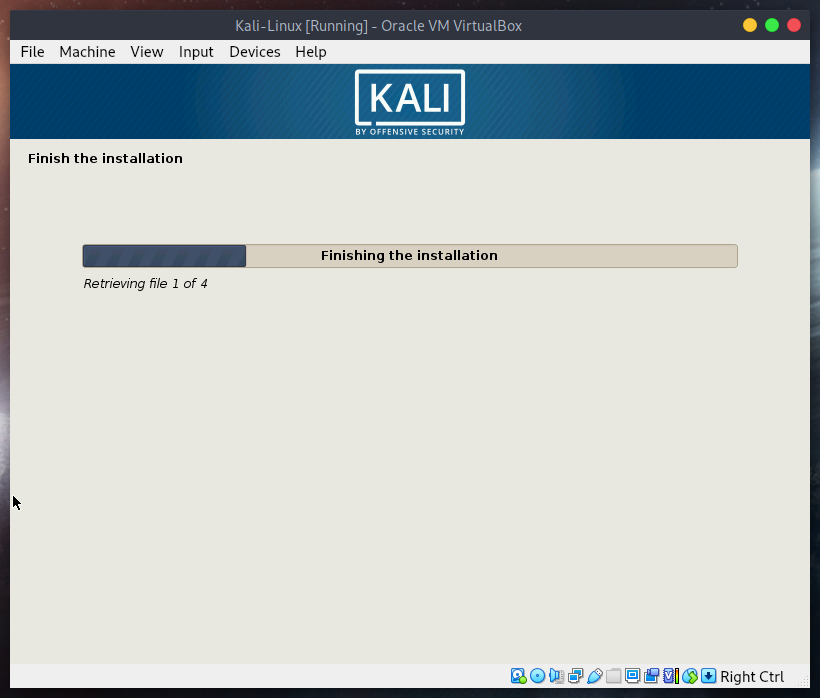 Kali-Linux [Running] - Oracle VM VirtualBox
File Machine View Input Devices Help
KALI
BY OFFENSIVE SECURITY
Finish the installation
Finishing the installation
Retrieving file 1 of 4
Right Ctrl